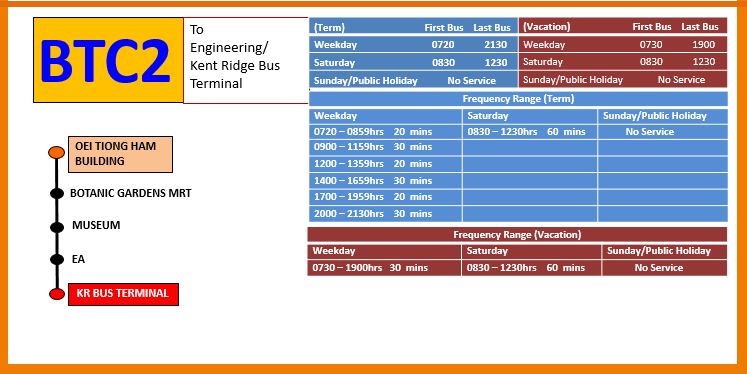 BTC2
To
Engineering/
Kent Ridge Bus
Terminal
(Term) First Bus Last Bus
Weekday 0720 2130
Saturday 0830 1230
Sunday/Public Holiday No Service
(Vacation) First Bus Last Bus
Weekday 0730 1900
Saturday 0830 1230
Sunday/Public Holiday No Service
Frequency Range (Term)
Weekday Saturday Sunday/Public Holiday
0720 – 0859hrs 20 mins 0830 – 1230hrs 60 mins No Service
0900 – 1159hrs 30 mins
1200 – 1359hrs 20 mins
1400 – 1659hrs 30 mins
1700 – 1959hrs 20 mins
2000 – 2130hrs 30 mins
Frequency Range (Vacation)
Weekday Saturday Sunday/Public Holiday
0730 – 1900hrs 30 mins 0830 – 1230hrs 60 mins No Service
OEI TIONG HAM
BUILDING
BOTANIC GARDENS MRT
MUSEUM
EA
KR BUS TERMINAL